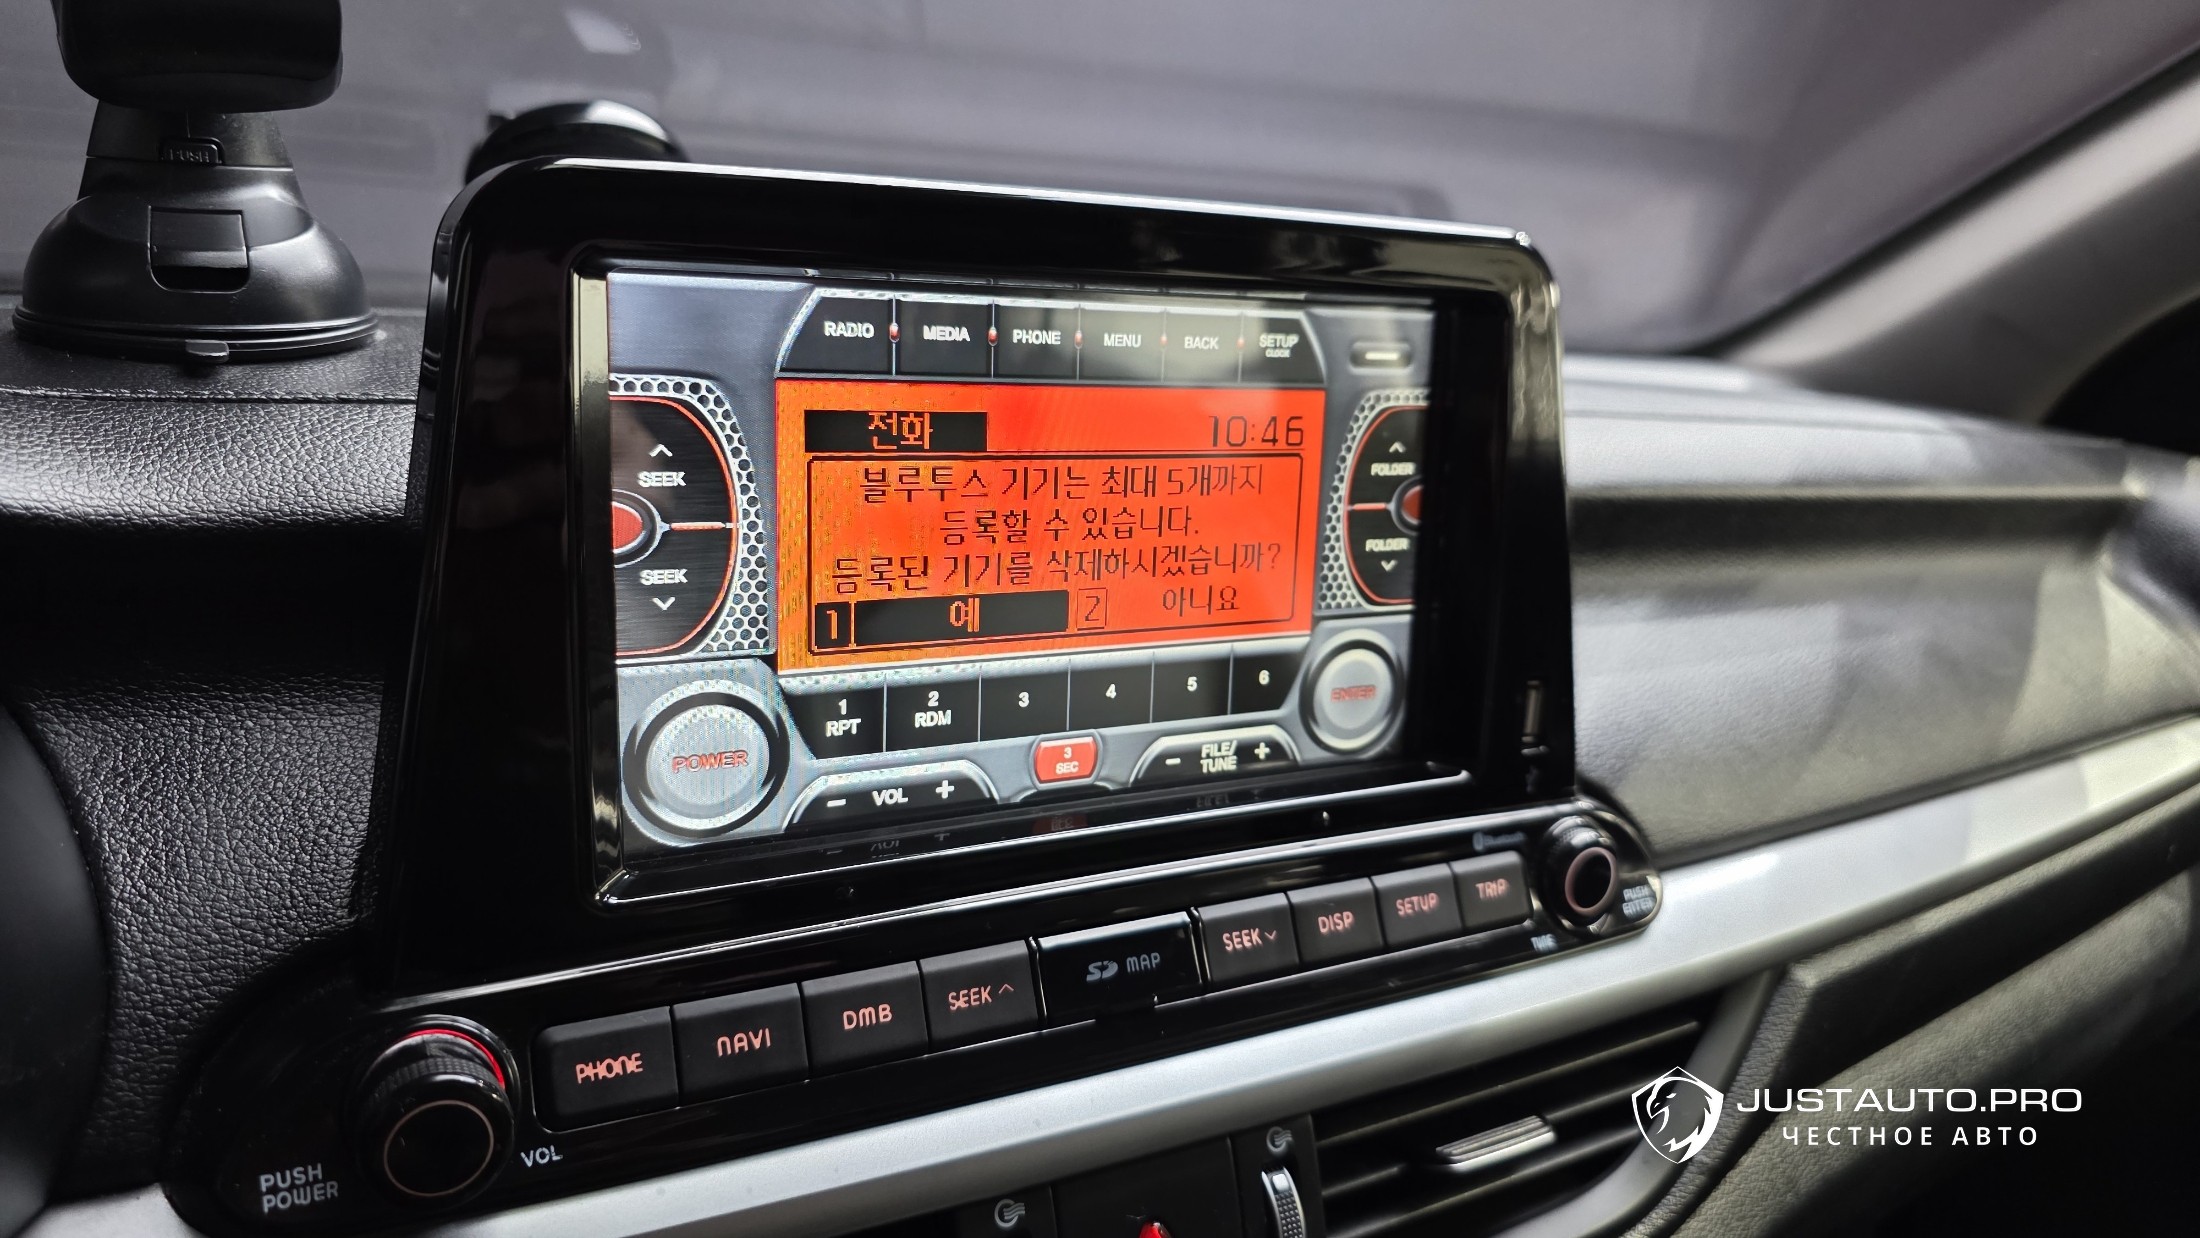 PUSH
RADIO
MEDIA
PHONE
MENU
BACK
SETUP
CLOCK
전화
10:46
블루투스 기기는 최대 5개까지
등록할 수 있습니다.
등록된 기기를 삭제하시겠습니까?
1 예 2 아니요
SEEK
SEEK
FOLDER
FOLDER
1
RPT
2
RDM
3
4
5
6
POWER
ENTER
- VOL +
3
SEC
- FILE/
TUNE +
PHONE
NAVI
DMB
SEEK
SD MAP
SEEK
DISP
SETUP
TRIP
PUSH
ENTER
TUNE
VOL
PUSH
POWER
JUSTAUTO.PRO
ЧЕСТНОЕ АВТО